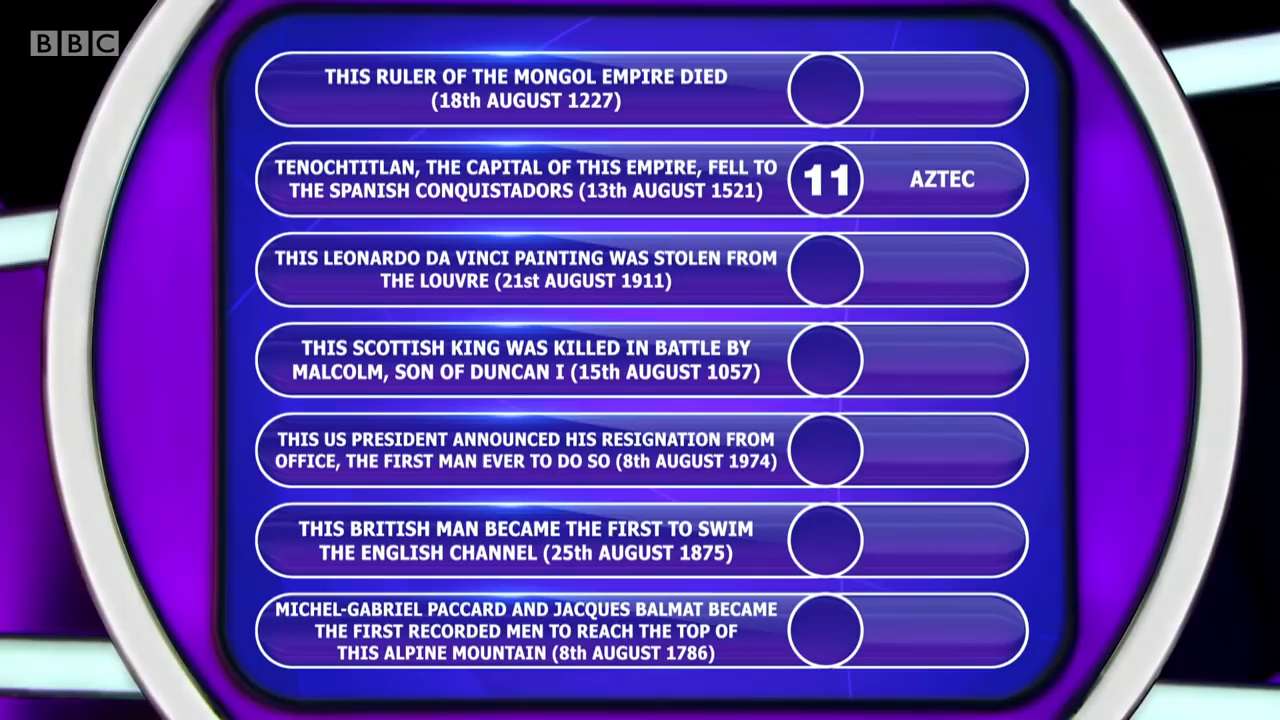 BBC
THIS RULER OF THE MONGOL EMPIRE DIED
(18th AUGUST 1227)
TENOCHTITLAN, THE CAPITAL OF THIS EMPIRE, FELL TO
THE SPANISH CONQUISTADORS (13th AUGUST 1521)
11
AZTEC
THIS LEONARDO DA VINCI PAINTING WAS STOLEN FROM
THE LOUVRE (21st AUGUST 1911)
THIS SCOTTISH KING WAS KILLED IN BATTLE BY
MALCOLM, SON OF DUNCAN I (15th AUGUST 1057)
THIS US PRESIDENT ANNOUNCED HIS RESIGNATION FROM
OFFICE, THE FIRST MAN EVER TO DO SO (8th AUGUST 1974)
THIS BRITISH MAN BECAME THE FIRST TO SWIM
THE ENGLISH CHANNEL (25th AUGUST 1875)
MICHEL-GABRIEL PACCARD AND JACQUES BALMAT BECAME
THE FIRST RECORDED MEN TO REACH THE TOP OF
THIS ALPINE MOUNTAIN (8th AUGUST 1786)